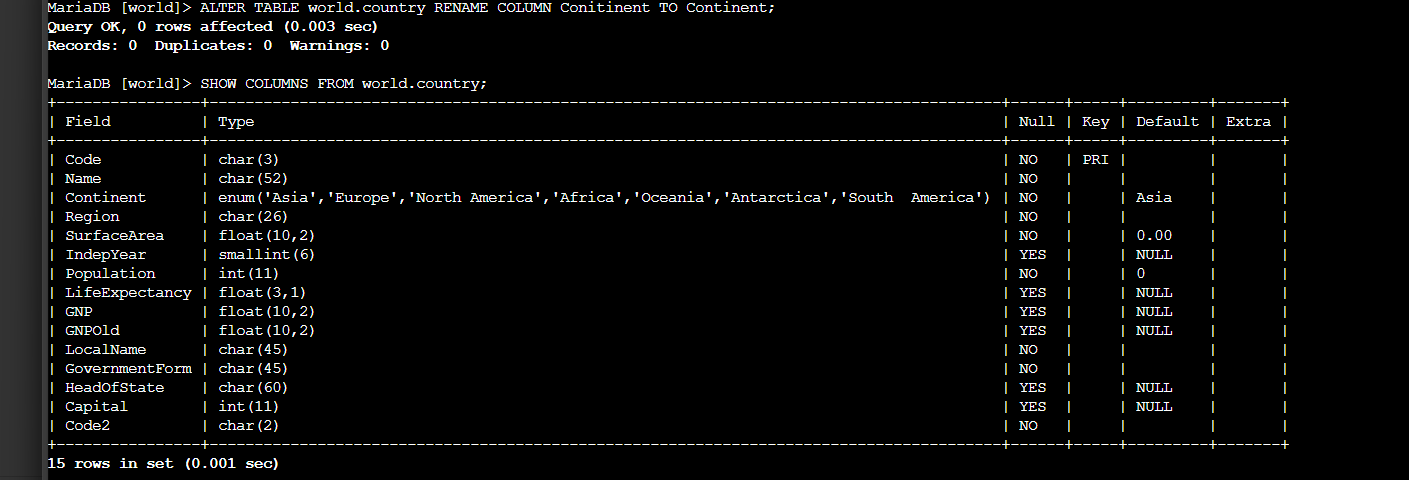 MariaDB [world]> ALTER TABLE world.country RENAME COLUMN Conitinent TO Continent;
Query OK, 0 rows affected (0.003 sec)
Records: 0  Duplicates: 0  Warnings: 0
MariaDB [world]> SHOW COLUMNS FROM world.country;
+----------------+-----------------------------------------------------------------------------------------+------+-----+---------+-------+
| Field          | Type                                                                                    | Null | Key | Default | Extra |
+----------------+-----------------------------------------------------------------------------------------+------+-----+---------+-------+
| Code           | char(3)                                                                                 | NO   | PRI |         |       |
| Name           | char(52)                                                                                | NO   |     |         |       |
| Continent      | enum('Asia','Europe','North America','Africa','Oceania','Antarctica','South  America') | NO   |     | Asia    |       |
| Region         | char(26)                                                                                | NO   |     |         |       |
| SurfaceArea    | float(10,2)                                                                             | NO   |     | 0.00    |       |
| IndepYear      | smallint(6)                                                                             | YES  |     | NULL    |       |
| Population     | int(11)                                                                                 | NO   |     | 0       |       |
| LifeExpectancy | float(3,1)                                                                              | YES  |     | NULL    |       |
| GNP            | float(10,2)                                                                             | YES  |     | NULL    |       |
| GNPOld         | float(10,2)                                                                             | YES  |     | NULL    |       |
| LocalName      | char(45)                                                                                | NO   |     |         |       |
| GovernmentForm | char(45)                                                                                | NO   |     |         |       |
| HeadOfState    | char(60)                                                                                | YES  |     | NULL    |       |
| Capital        | int(11)                                                                                 | YES  |     | NULL    |       |
| Code2          | char(2)                                                                                 | NO   |     |         |       |
+----------------+-----------------------------------------------------------------------------------------+------+-----+---------+-------+
15 rows in set (0.001 sec)